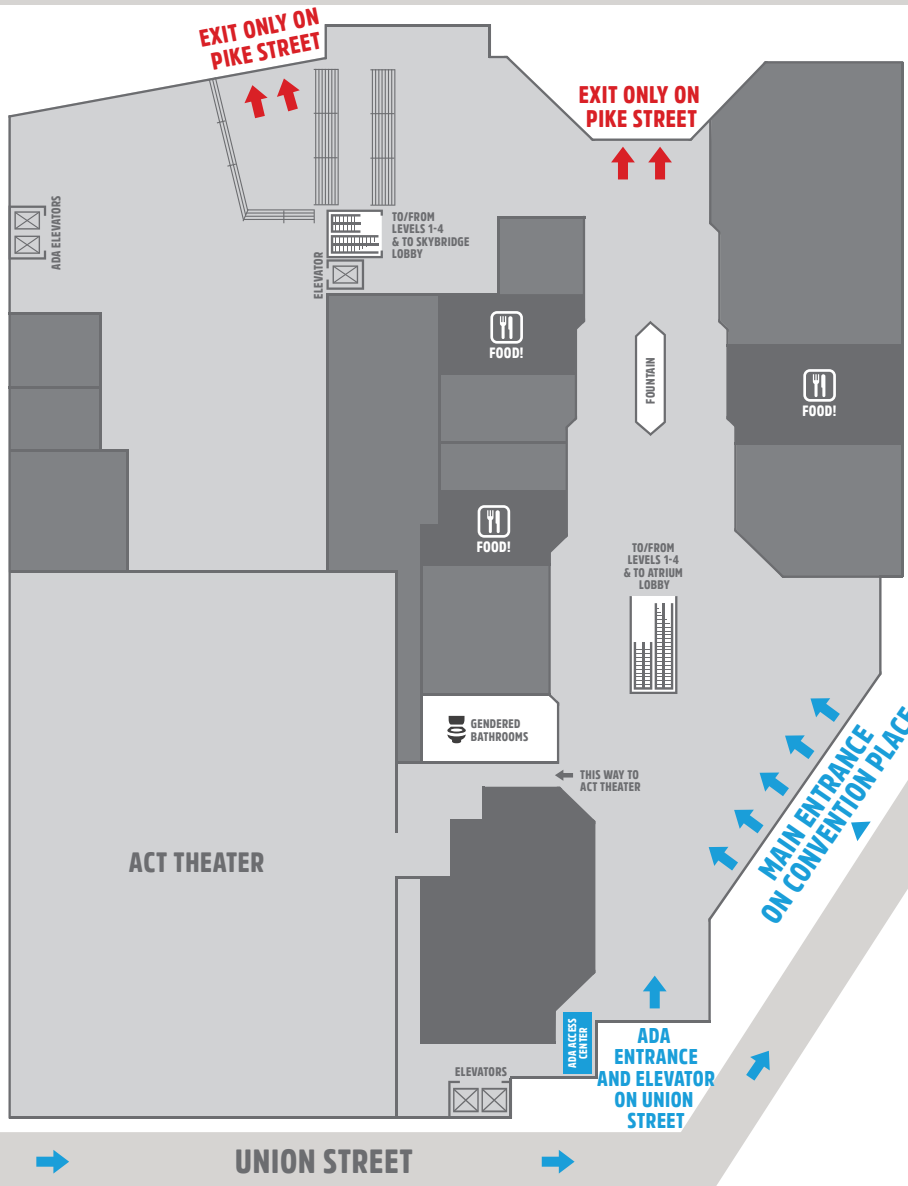 EXIT ONLY ON
PIKE STREET
EXIT ONLY ON
PIKE STREET
ADA ELEVATORS
TO/FROM
LEVELS 1-4
& TO SKYBRIDGE
LOBBY
ELEVATOR
FOOD!
FOUNTAIN
FOOD!
FOOD!
TO/FROM
LEVELS 1-4
& TO ATRIUM
LOBBY
GENDERED
BATHROOMS
THIS WAY TO
ACT THEATER
MAIN ENTRANCE
ON CONVENTION PLACE
ACT THEATER
ADA ACCESS
CENTER
ADA
ENTRANCE
AND ELEVATOR
ON UNION
STREET
ELEVATORS
UNION STREET